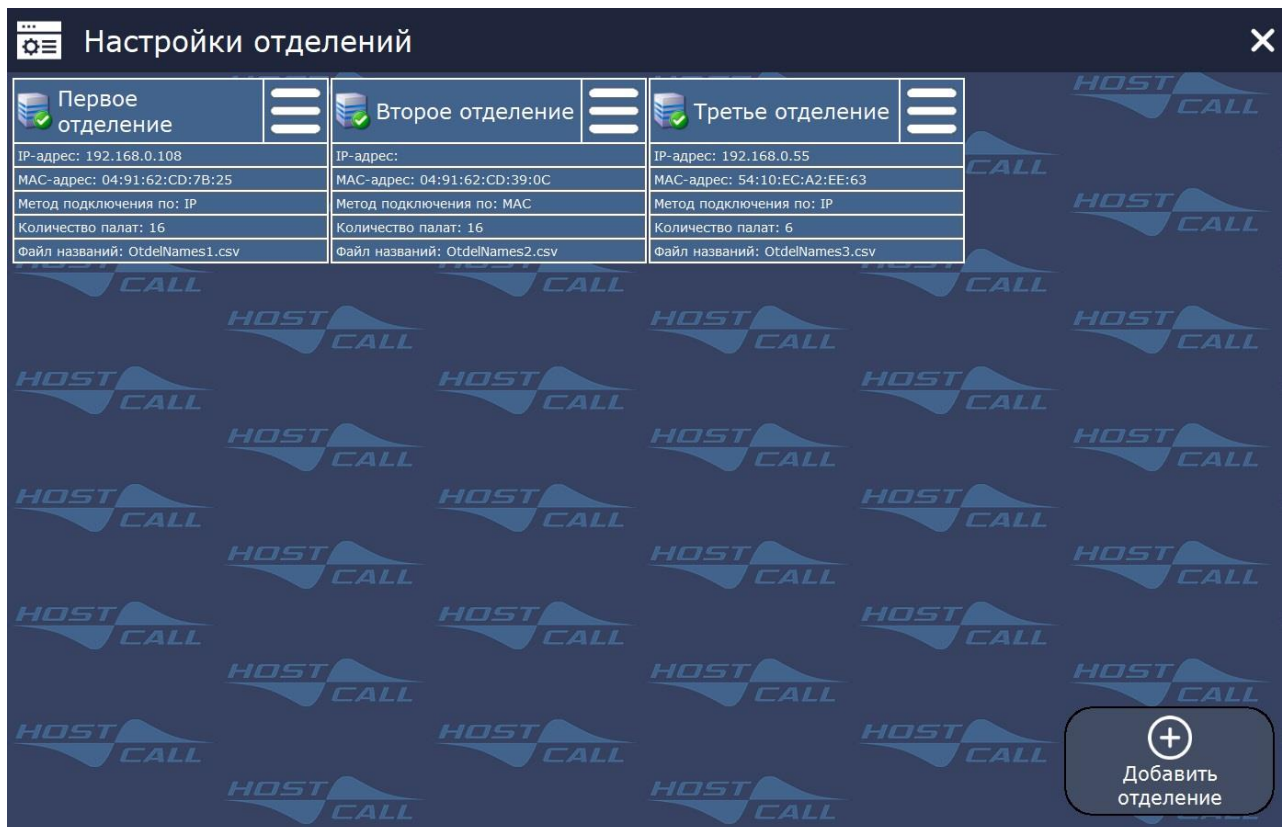 Настройки отделений
Первое
отделение
IP-адрес: 192.168.0.108
MAC-адрес: 04:91:62:CD:7B:25
Метод подключения по: IP
Количество палат: 16
Файл названий: OtdelNames1.csv
Второе отделение
IP-адрес:
MAC-адрес: 04:91:62:CD:39:0C
Метод подключения по: MAC
Количество палат: 16
Файл названий: OtdelNames2.csv
Третье отделение
IP-адрес: 192.168.0.55
MAC-адрес: 54:10:EC:A2:EE:63
Метод подключения по: IP
Количество палат: 6
Файл названий: OtdelNames3.csv
HOST
CALL
Добавить
отделение